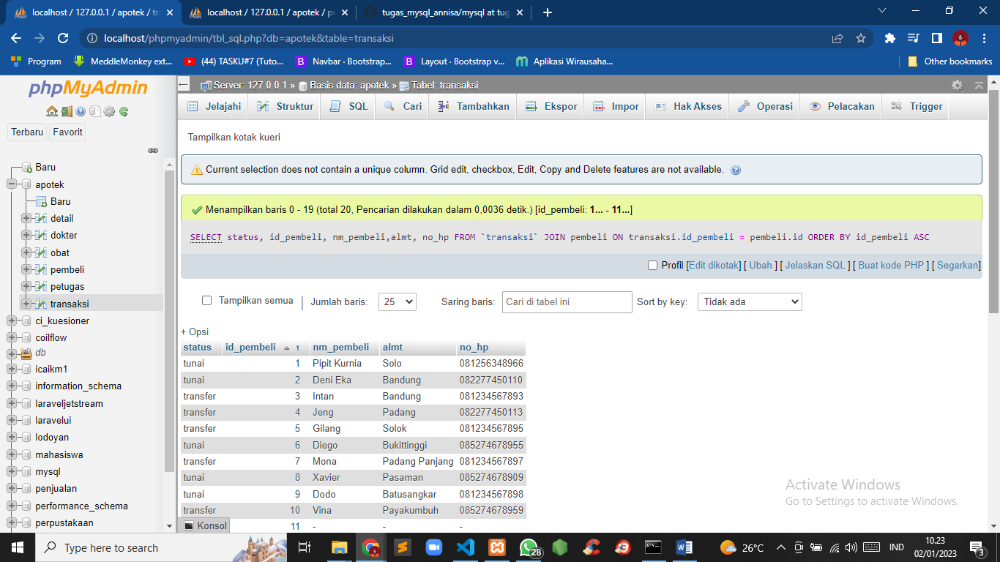 localhost / 127.0.0.1 / apotek / tr
localhost / 127.0.0.1 / apotek / pe
tugas_mysql_annisa/mysql at tug
localhost/phpmyadmin/tbl_sql.php?db=apotek&table=transaksi
Program
MeddleMonkey ext...
(44) TASKU#7 (Tuto...
Navbar · Bootstrap...
Layout · Bootstrap v...
Aplikasi Wirausaha...
Other bookmarks
phpMyAdmin
Terbaru Favorit
Baru
apotek
Baru
detail
dokter
obat
pembeli
petugas
transaksi
ci_kuesioner
coilflow
db
icaikm1
information_schema
laraveljetstream
laravelui
lodoyan
mahasiswa
mysql
penjualan
performance_schema
perpustakaan
Server: 127.0.0.1 » Basis data: apotek » Tabel: transaksi
Jelajahi Struktur SQL Cari Tambahkan Ekspor Impor Hak Akses Operasi Pelacakan Trigger
Tampilkan kotak kueri
Current selection does not contain a unique column. Grid edit, checkbox, Edit, Copy and Delete features are not available.
Menampilkan baris 0 - 19 (total 20, Pencarian dilakukan dalam 0,0036 detik.) [id_pembeli: 1... - 11...]
SELECT status, id_pembeli, nm_pembeli,almt, no_hp FROM `transaksi` JOIN pembeli ON transaksi.id_pembeli = pembeli.id ORDER BY id_pembeli ASC
Profil [Edit dikotak] [ Ubah ] [ Jelaskan SQL ] [ Buat kode PHP ] [ Segarkan]
Tampilkan semua | Jumlah baris: 25 Saring baris: Cari di tabel ini Sort by key: Tidak ada
+ Opsi
status id_pembeli 1 nm_pembeli almt no_hp
tunai 1 Pipit Kurnia Solo 081256348966
tunai 2 Deni Eka Bandung 082277450110
transfer 3 Intan Bandung 081234567893
transfer 4 Jeng Padang 082277450113
transfer 5 Gilang Solok 081234567895
tunai 6 Diego Bukittinggi 085274678955
transfer 7 Mona Padang Panjang 081234567897
tunai 8 Xavier Pasaman 085274678909
tunai 9 Dodo Batusangkar 081234567898
transfer 10 Vina Payakumbuh 085274678959
11 - - -
Konsol
Activate Windows
Go to Settings to activate Windows.
Type here to search
28
26°C
IND
10.23
02/01/2023
3